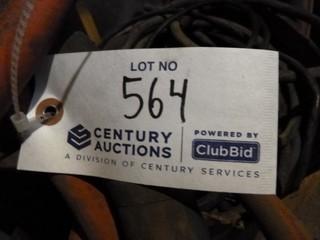 LOT NO
564
CENTURY AUCTIONS
POWERED BY
ClubBid
A DIVISION OF CENTURY SERVICES